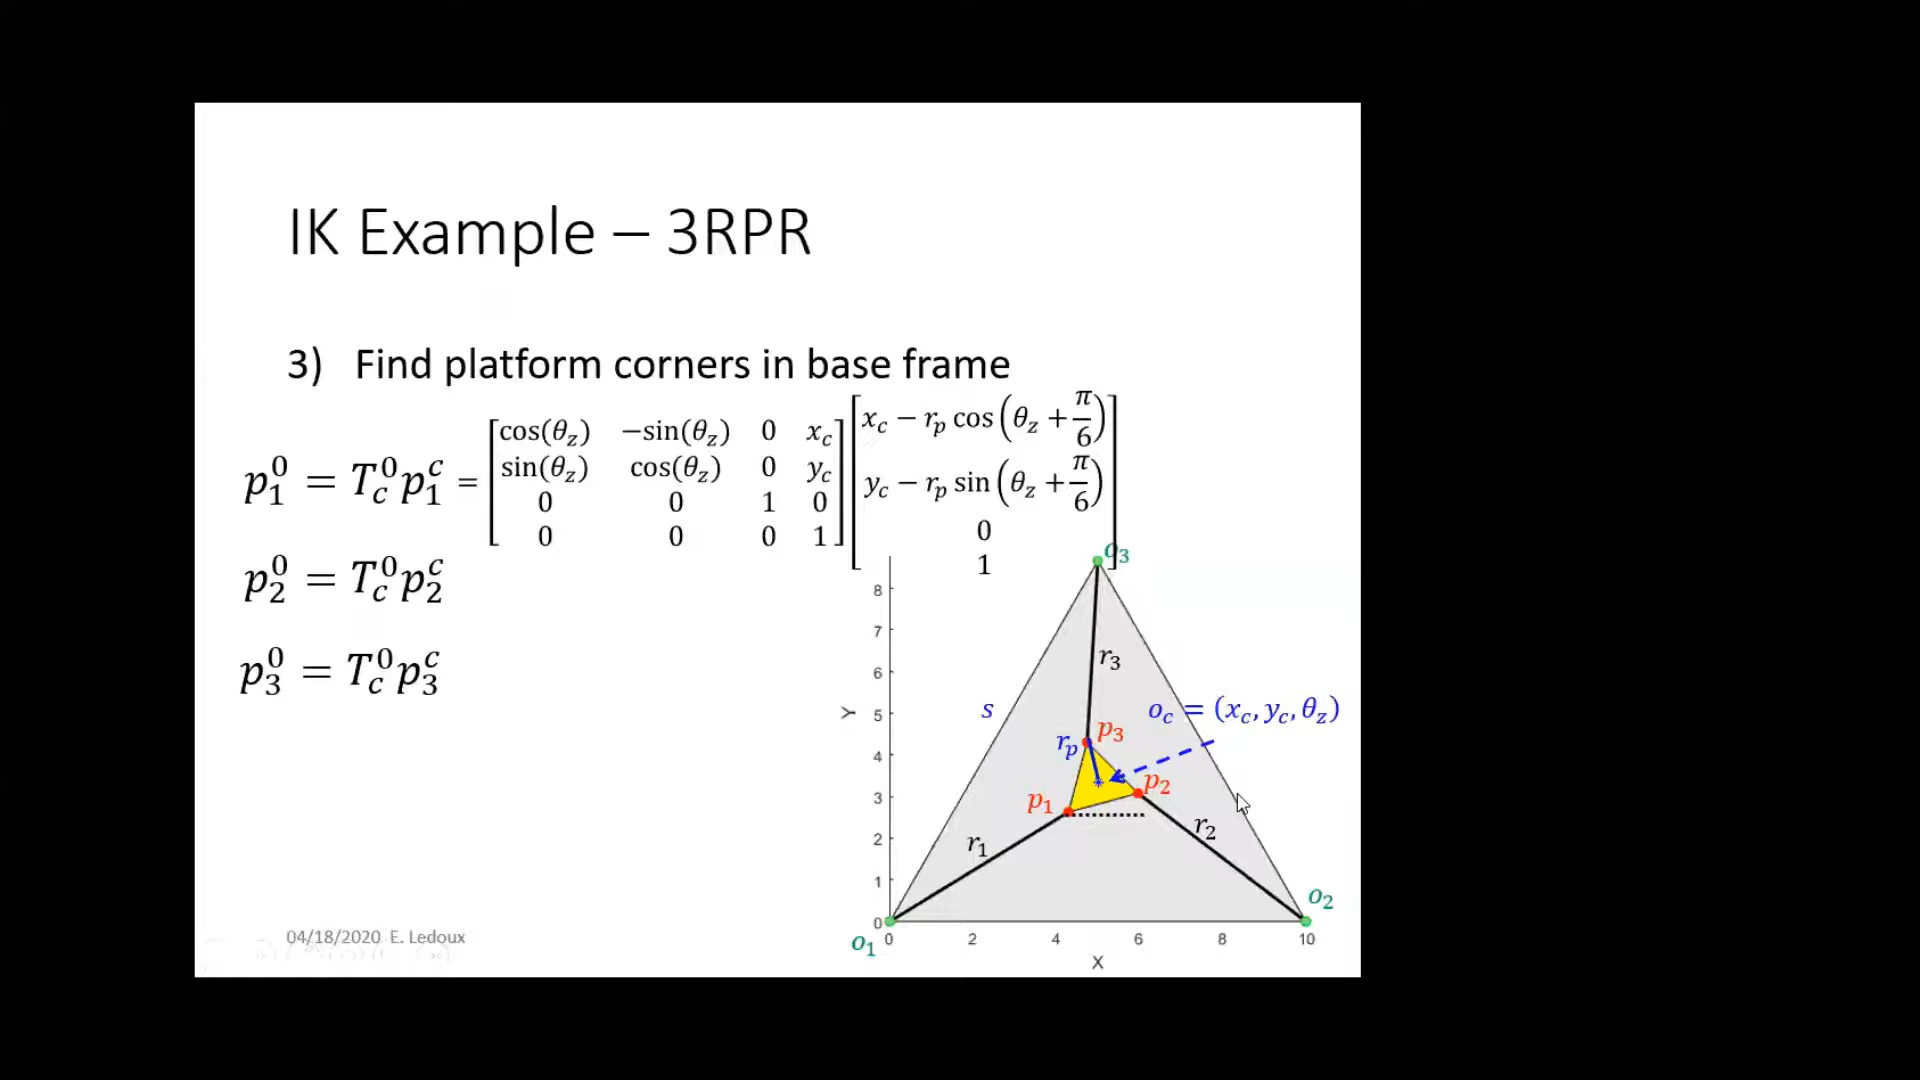 IK Example – 3RPR
3) Find platform corners in base frame
p₁⁰ = T_c⁰ p₁ᶜ = [cos(θ_z) −sin(θ_z) 0 x_c; sin(θ_z) cos(θ_z) 0 y_c; 0 0 1 0; 0 0 0 1] [x_c − r_p cos(θ_z + π/6); y_c − r_p sin(θ_z + π/6); 0; 1]
p₂⁰ = T_c⁰ p₂ᶜ
p₃⁰ = T_c⁰ p₃ᶜ
o₃
8
7
r₃
6
Y
5
s
o_c = (x_c, y_c, θ_z)
p₃
r_p
4
p₂
3
p₁
2
r₁
r₂
1
o₂
0
o₁
0 2 4 6 8 10
X
04/18/2020 E. Ledoux